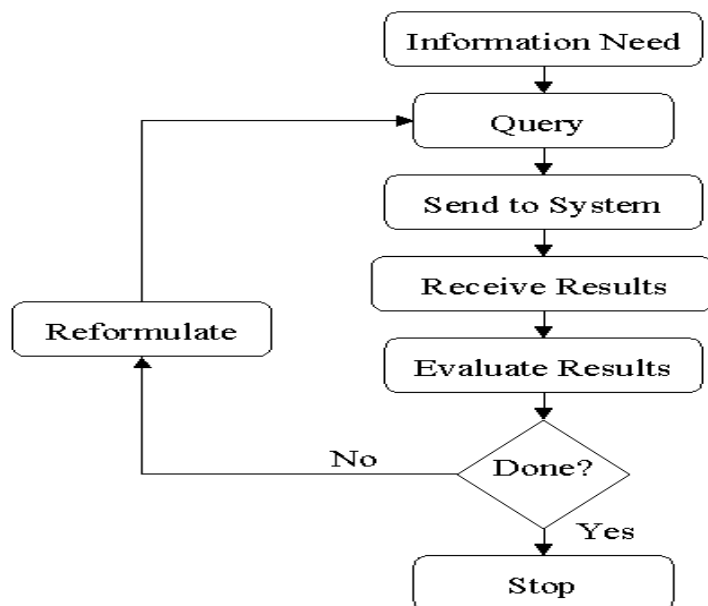 Information Need
Query
Send to System
Receive Results
Reformulate
Evaluate Results
No
Done?
Yes
Stop